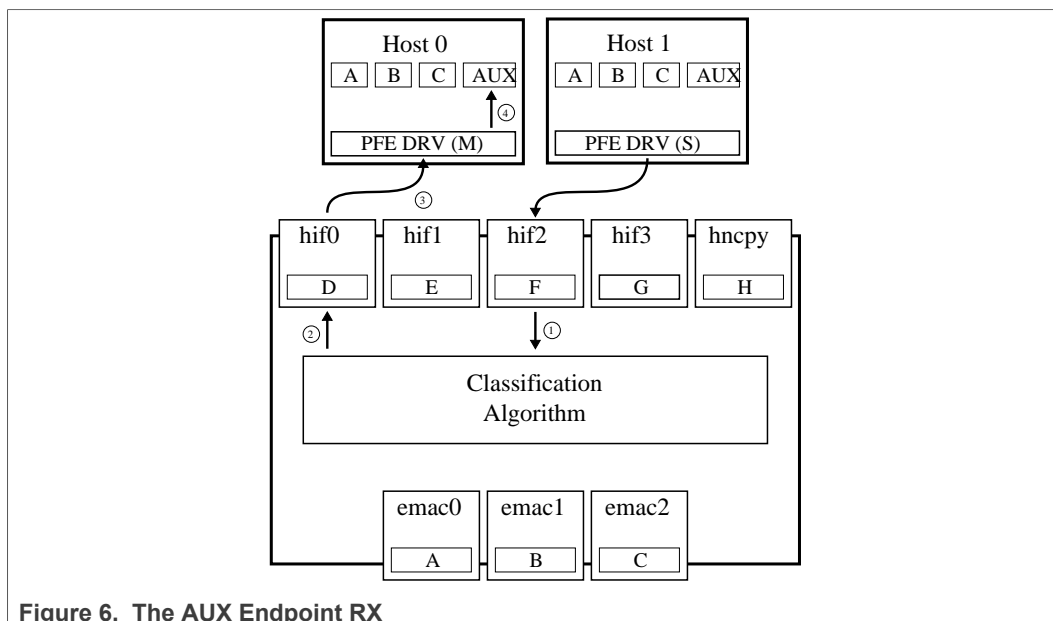 Host 0
Host 1
A B C AUX
A B C AUX
④
PFE DRV (M)
PFE DRV (S)
③
hif0 hif1 hif2 hif3 hncpy
D E F G H
② ①
Classification
Algorithm
emac0 emac1 emac2
A B C
Figure 6. The AUX Endpoint RX